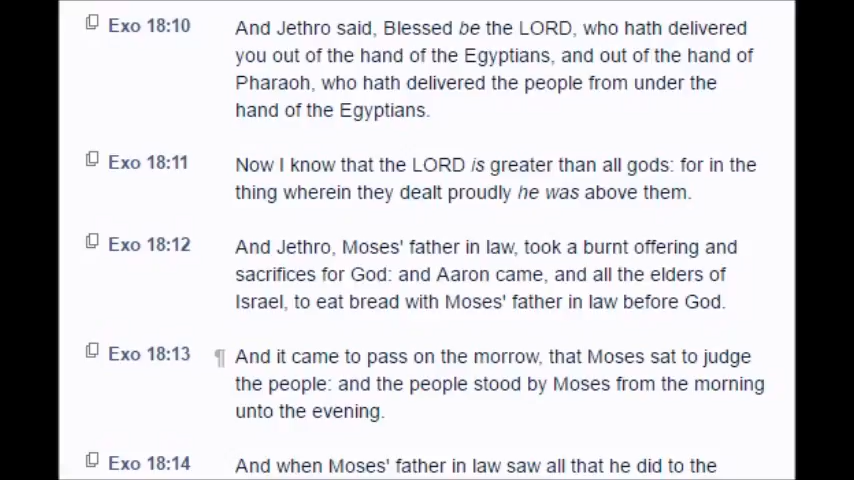 Exo 18:10 And Jethro said, Blessed be the LORD, who hath delivered
you out of the hand of the Egyptians, and out of the hand of
Pharaoh, who hath delivered the people from under the
hand of the Egyptians.
Exo 18:11 Now I know that the LORD is greater than all gods: for in the
thing wherein they dealt proudly he was above them.
Exo 18:12 And Jethro, Moses' father in law, took a burnt offering and
sacrifices for God: and Aaron came, and all the elders of
Israel, to eat bread with Moses' father in law before God.
Exo 18:13 ¶ And it came to pass on the morrow, that Moses sat to judge
the people: and the people stood by Moses from the morning
unto the evening.
Exo 18:14 And when Moses' father in law saw all that he did to the